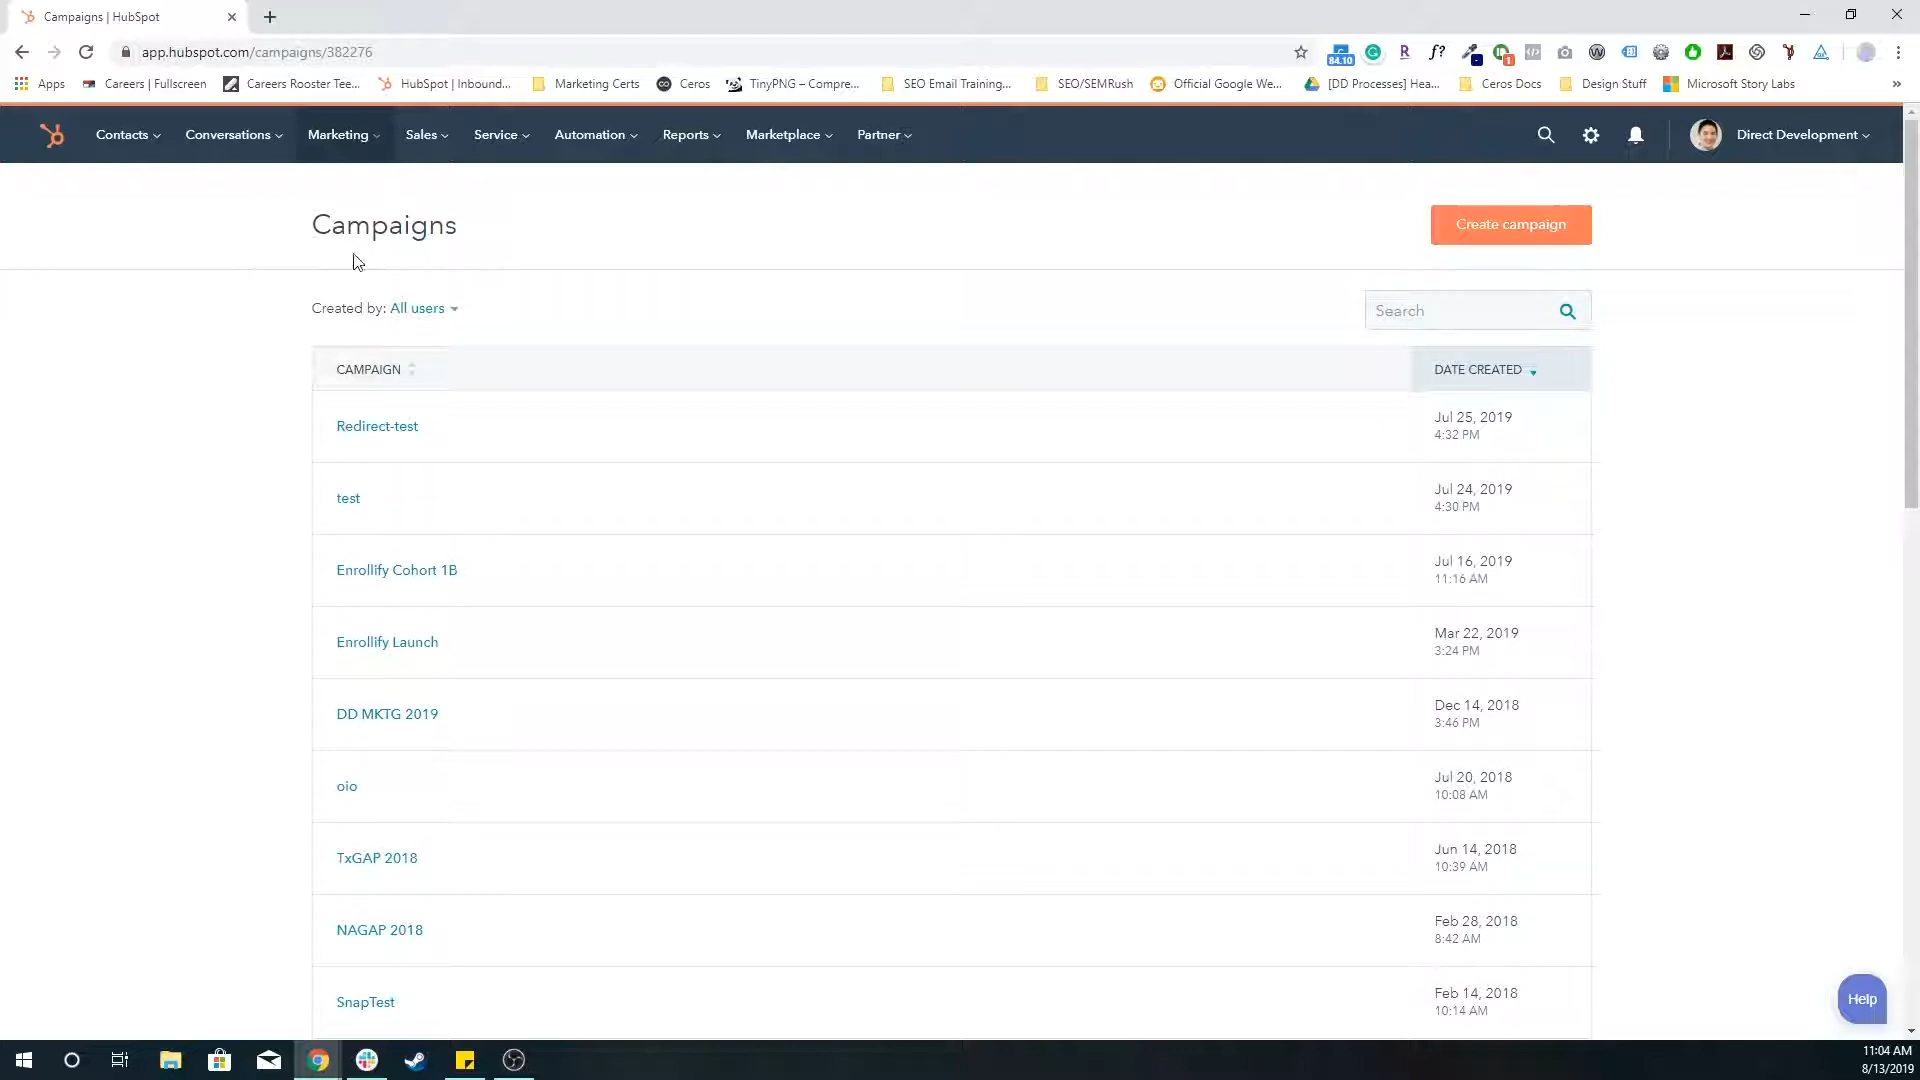 Campaigns | HubSpot
app.hubspot.com/campaigns/382276
84.10
R
f?
1
Apps
Careers | Fullscreen
Careers Rooster Tee...
HubSpot | Inbound...
Marketing Certs
Ceros
TinyPNG – Compre...
SEO Email Training...
SEO/SEMRush
Official Google We...
[DD Processes] Hea...
Ceros Docs
Design Stuff
Microsoft Story Labs
»
Contacts
Conversations
Marketing
Sales
Service
Automation
Reports
Marketplace
Partner
Direct Development
Campaigns
Create campaign
Created by: All users
Search
CAMPAIGN
DATE CREATED
Redirect-test
Jul 25, 2019
4:32 PM
test
Jul 24, 2019
4:30 PM
Enrollify Cohort 1B
Jul 16, 2019
11:16 AM
Enrollify Launch
Mar 22, 2019
3:24 PM
DD MKTG 2019
Dec 14, 2018
3:46 PM
oio
Jul 20, 2018
10:08 AM
TxGAP 2018
Jun 14, 2018
10:39 AM
NAGAP 2018
Feb 28, 2018
8:42 AM
SnapTest
Feb 14, 2018
10:14 AM
Help
11:04 AM
8/13/2019